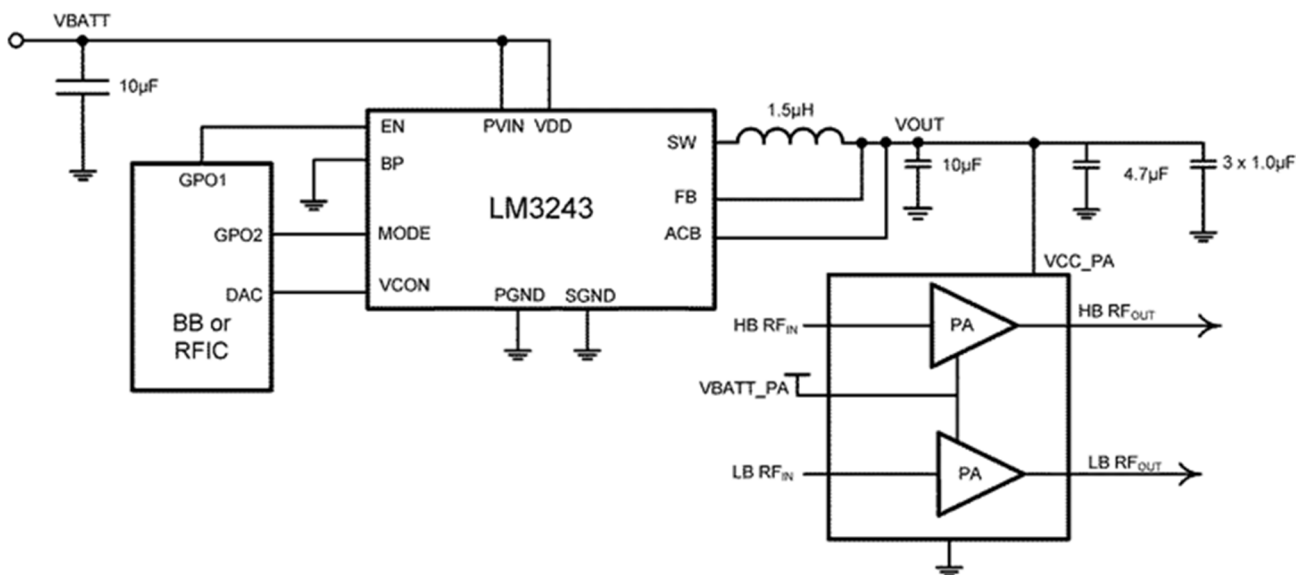 VBATT
10µF
EN
PVIN
VDD
BP
LM3243
MODE
VCON
PGND
SGND
SW
FB
ACB
GPO1
GPO2
DAC
BB or
RFIC
1.5µH
VOUT
10µF
4.7µF
3 x 1.0µF
VCC_PA
HB RFIN
PA
HB RFOUT
VBATT_PA
LB RFIN
PA
LB RFOUT